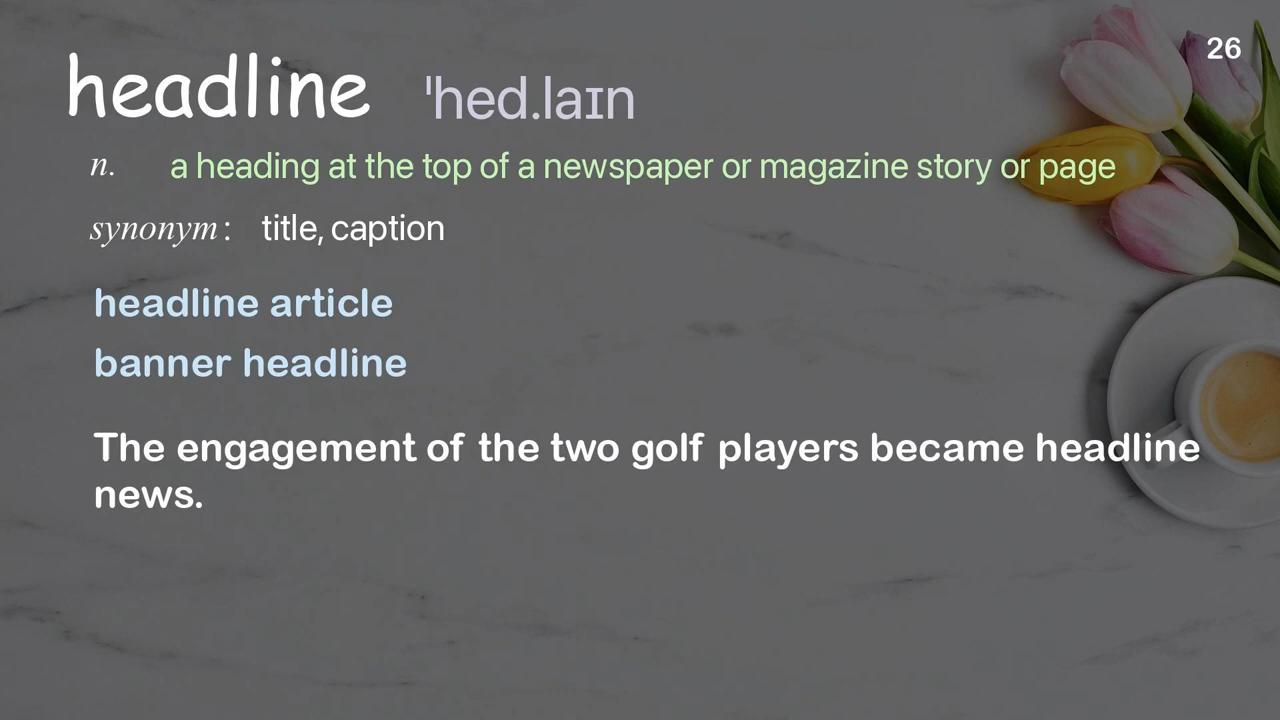 26
headline ˈhed.laɪn
n. a heading at the top of a newspaper or magazine story or page
synonym : title, caption
headline article
banner headline
The engagement of the two golf players became headline
news.